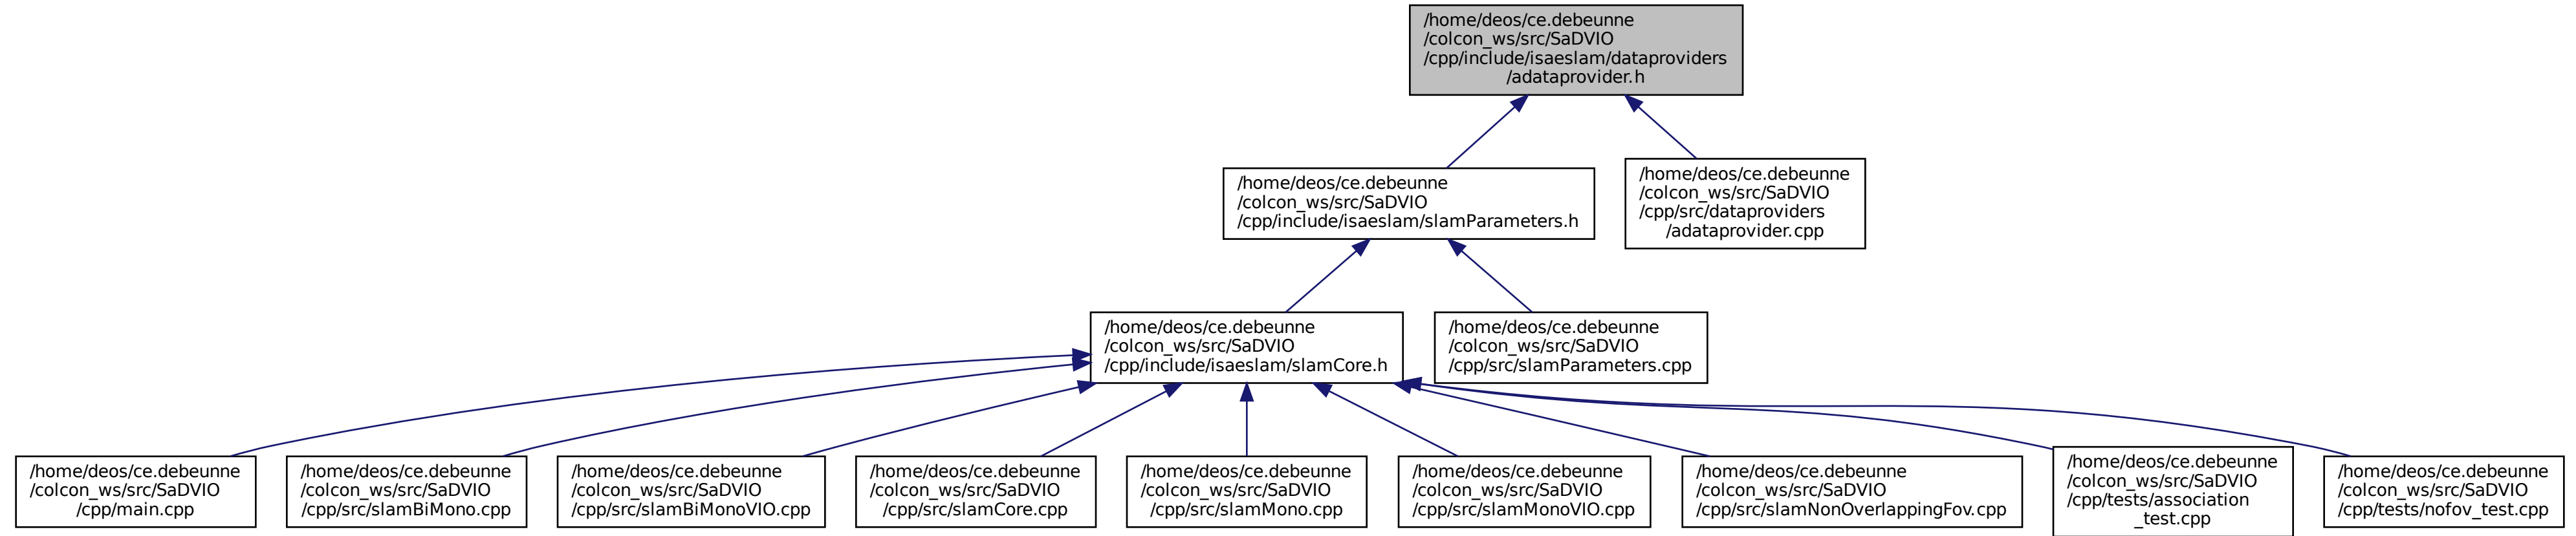 /home/deos/ce.debeunne
/colcon_ws/src/SaDVIO
/cpp/include/isaeslam/dataproviders
/adataprovider.h
/home/deos/ce.debeunne
/colcon_ws/src/SaDVIO
/cpp/include/isaeslam/slamParameters.h
/home/deos/ce.debeunne
/colcon_ws/src/SaDVIO
/cpp/src/dataproviders
/adataprovider.cpp
/home/deos/ce.debeunne
/colcon_ws/src/SaDVIO
/cpp/include/isaeslam/slamCore.h
/home/deos/ce.debeunne
/colcon_ws/src/SaDVIO
/cpp/src/slamParameters.cpp
/home/deos/ce.debeunne
/colcon_ws/src/SaDVIO
/cpp/main.cpp
/home/deos/ce.debeunne
/colcon_ws/src/SaDVIO
/cpp/src/slamBiMono.cpp
/home/deos/ce.debeunne
/colcon_ws/src/SaDVIO
/cpp/src/slamBiMonoVIO.cpp
/home/deos/ce.debeunne
/colcon_ws/src/SaDVIO
/cpp/src/slamCore.cpp
/home/deos/ce.debeunne
/colcon_ws/src/SaDVIO
/cpp/src/slamMono.cpp
/home/deos/ce.debeunne
/colcon_ws/src/SaDVIO
/cpp/src/slamMonoVIO.cpp
/home/deos/ce.debeunne
/colcon_ws/src/SaDVIO
/cpp/src/slamNonOverlappingFov.cpp
/home/deos/ce.debeunne
/colcon_ws/src/SaDVIO
/cpp/tests/association
_test.cpp
/home/deos/ce.debeunne
/colcon_ws/src/SaDVIO
/cpp/tests/nofov_test.cpp